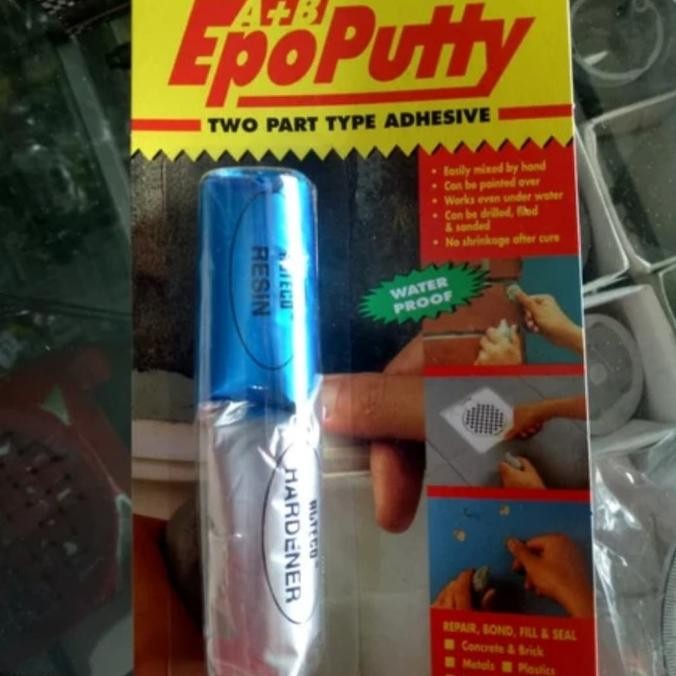 A+B
EpoPutty
TWO PART TYPE ADHESIVE
• Easily mixed by hand
• Can be painted over
• Works even under water
• Can be drilled, filed
& sanded
• No shrinkage after cure
WATER
PROOF
ALTECO
RESIN
ALTECO
HARDENER
REPAIR, BOND, FILL & SEAL
Concrete & Brick
Metals
Plastics